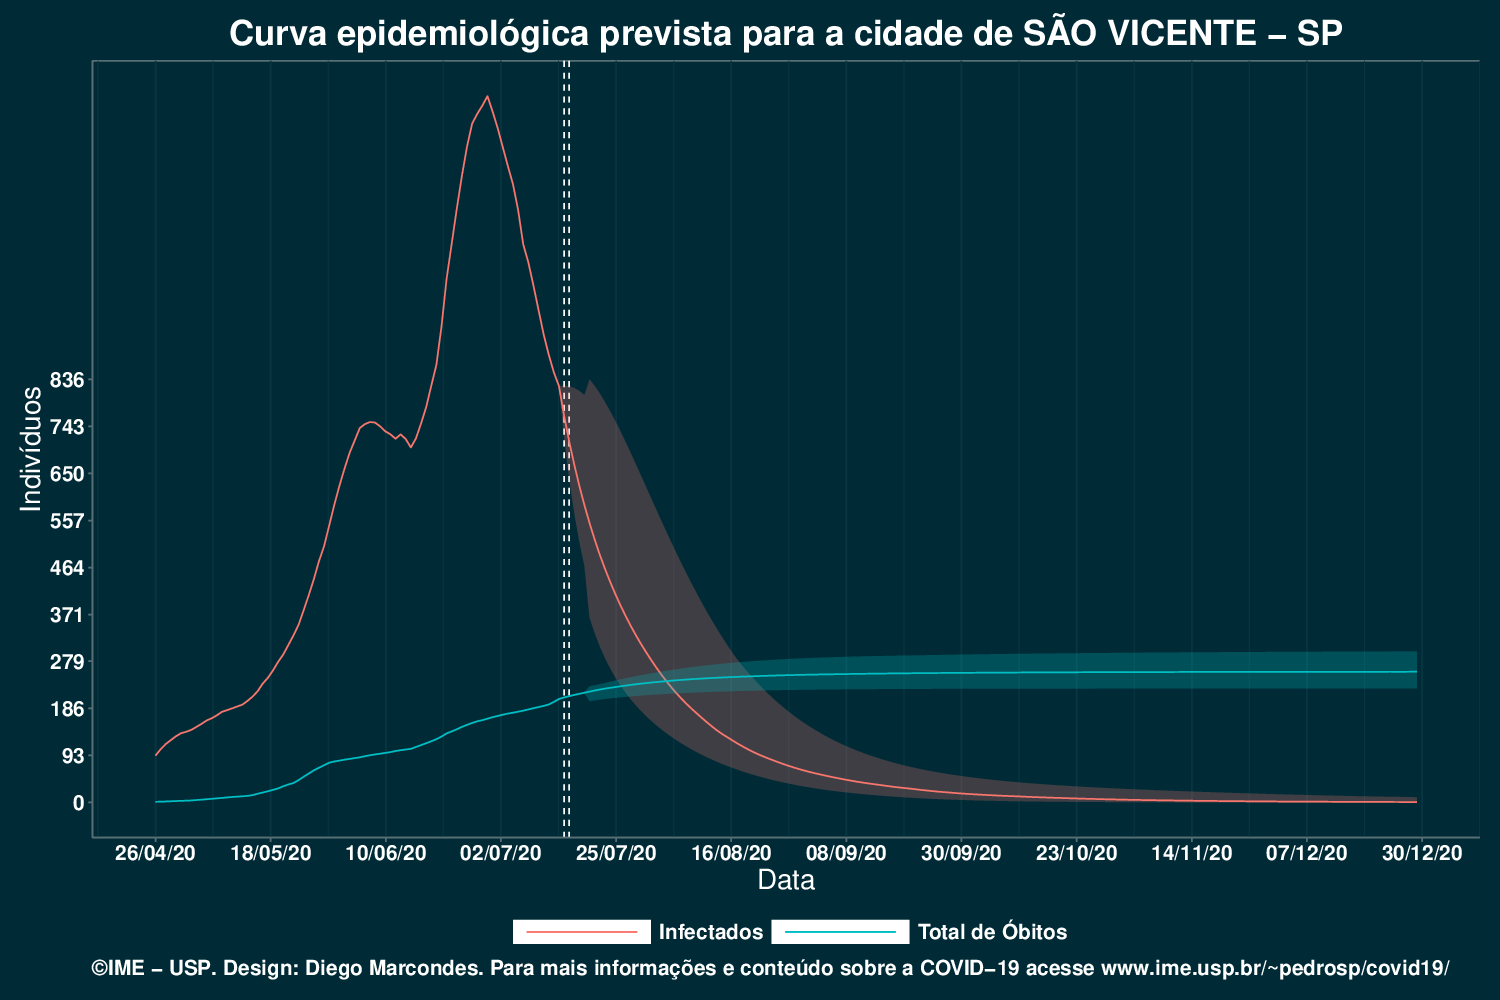 Curva epidemiológica prevista para a cidade de SÃO VICENTE − SP
Indivíduos
836
743
650
557
464
371
279
186
93
0
26/04/20 18/05/20 10/06/20 02/07/20 25/07/20 16/08/20 08/09/20 30/09/20 23/10/20 14/11/20 07/12/20 30/12/20
Data
Infectados Total de Óbitos
©IME − USP. Design: Diego Marcondes. Para mais informações e conteúdo sobre a COVID−19 acesse www.ime.usp.br/~pedrosp/covid19/